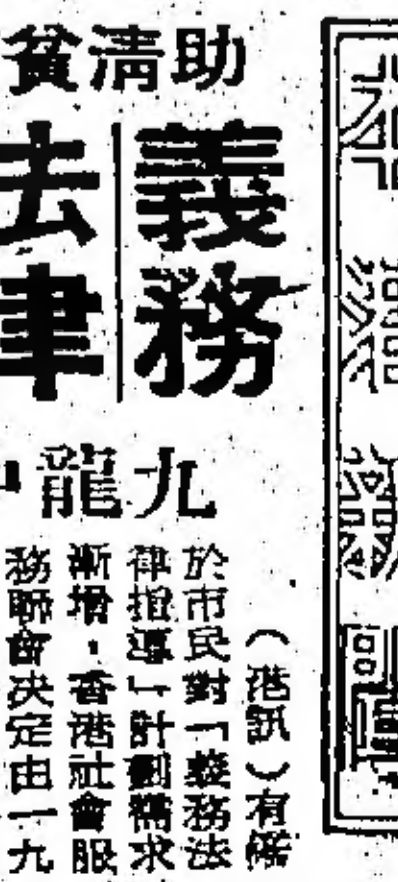 助清貧
義務
法律
九龍
（港訊）有鑑
於市民對「義務法
律指導」計劃需求
漸增，香港社會服
務聯會决定由一九